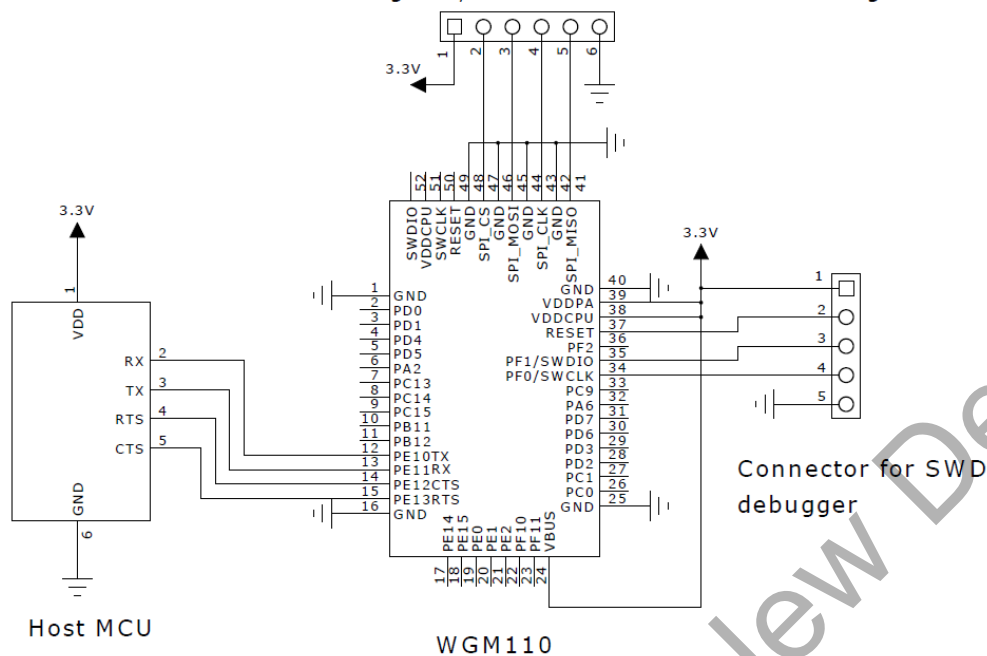 1 2 3 4 5 6
3.3V
52 51 50 49 48 47 46 45 44 43 42 41
SWDIO
VDDCPU
SWCLK
RESET
GND
SPI_CS
GND
SPI_MOSI
GND
SPI_CLK
GND
SPI_MISO
3.3V
1
VDD
RX 2
TX 3
RTS 4
CTS 5
GND
6
Host MCU
1 GND
2 PD0
3 PD1
4 PD4
5 PD5
6 PA2
7 PC13
8 PC14
9 PC15
10 PB11
11 PB12
12 PE10TX
13 PE11RX
14 PE12CTS
15 PE13RTS
16 GND
GND 40
VDDPA 39
VDDCPU 38
RESET 37
PF2 36
PF1/SWDIO 35
PF0/SWCLK 34
PC9 33
PA6 32
PD7 31
PD6 30
PD3 29
PD2 28
PC1 27
PC0 26
GND 25
PE14
PE15
PE0
PE1
PE2
PF10
PF11
VBUS
17 18 19 20 21 22 23 24
WGM110
3.3V
1
2
3
4
5
Connector for SWD
debugger